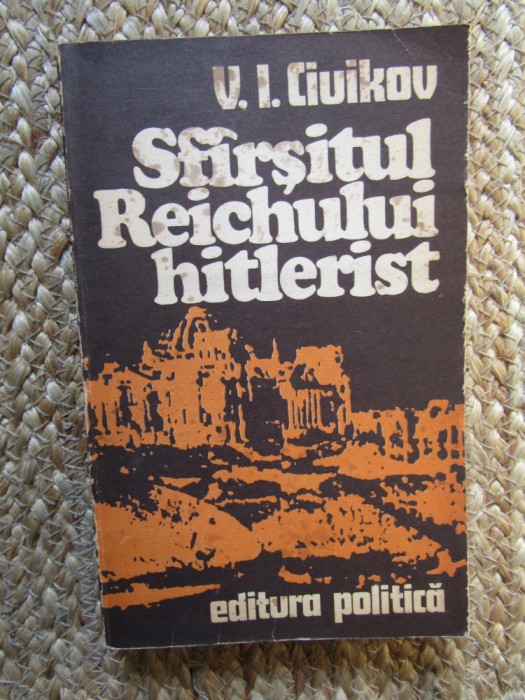 V. I. Ciuikov
Sfîrşitul
Reichului
hitlerist
editura politică